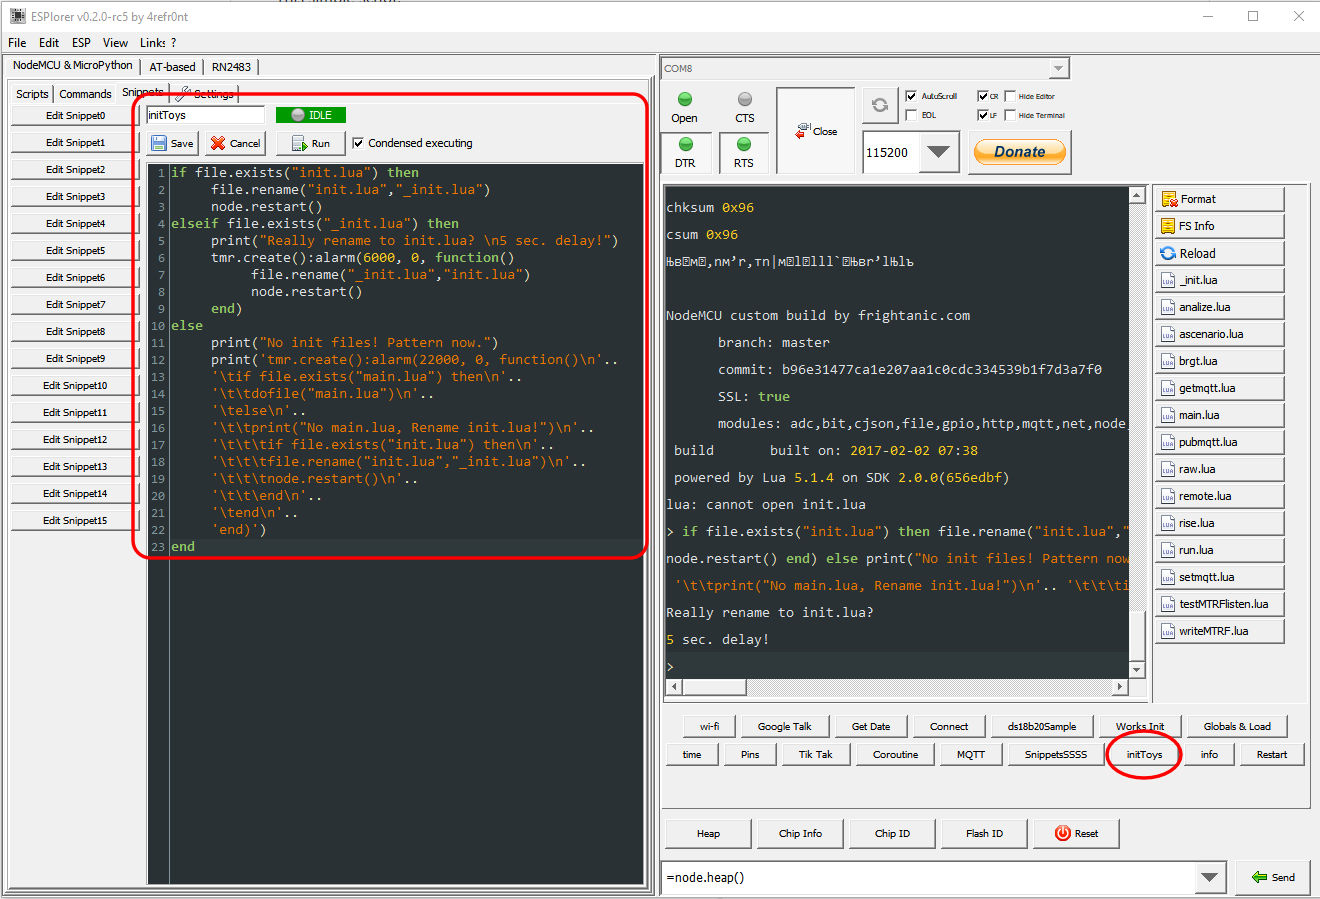 ESPlorer v0.2.0-rc5 by 4refr0nt
File Edit ESP View Links ?
NodeMCU & MicroPython AT-based RN2483
Scripts Commands Snippets Settings
Edit Snippet0
Edit Snippet1
Edit Snippet2
Edit Snippet3
Edit Snippet4
Edit Snippet5
Edit Snippet6
Edit Snippet7
Edit Snippet8
Edit Snippet9
Edit Snippet10
Edit Snippet11
Edit Snippet12
Edit Snippet13
Edit Snippet14
Edit Snippet15
initToys IDLE
Save Cancel Run Condensed executing
1 if file.exists("init.lua") then
2 file.rename("init.lua","_init.lua")
3 node.restart()
4 elseif file.exists("_init.lua") then
5 print("Really rename to init.lua? \n5 sec. delay!")
6 tmr.create():alarm(6000, 0, function()
7 file.rename("_init.lua","init.lua")
8 node.restart()
9 end)
10 else
11 print("No init files! Pattern now.")
12 print('tmr.create():alarm(22000, 0, function()\n'..
13 '\tif file.exists("main.lua") then\n'..
14 '\t\tdofile("main.lua")\n'..
15 '\telse\n'..
16 '\t\tprint("No main.lua, Rename init.lua!")\n'..
17 '\t\t\tif file.exists("init.lua") then\n'..
18 '\t\t\tfile.rename("init.lua","_init.lua")\n'..
19 '\t\t\tnode.restart()\n'..
20 '\t\t\end\n'..
21 '\tend\n'..
22 'end)')
23 end
COM8
Open CTS
DTR RTS
Close
AutoScroll CR Hide Editor
EOL LF Hide Terminal
115200
Donate
chksum 0x96
csum 0x96
NodeMCU custom build by frightanic.com
branch: master
commit: b96e31477ca1e207aa1c0cdc334539b1f7d3a7f0
SSL: true
modules: adc,bit,cjson,file,gpio,http,mqtt,net,node,
build built on: 2017-02-02 07:38
powered by Lua 5.1.4 on SDK 2.0.0(656edbf)
lua: cannot open init.lua
> if file.exists("init.lua") then file.rename("init.lua","
node.restart() end) else print("No init files! Pattern now
'\t\tprint("No main.lua, Rename init.lua!")\n'.. '\t\t\ti
Really rename to init.lua?
5 sec. delay!
>
Format
FS Info
Reload
_init.lua
analize.lua
ascenario.lua
brgt.lua
getmqtt.lua
main.lua
pubmqtt.lua
raw.lua
remote.lua
rise.lua
run.lua
setmqtt.lua
testMTRFlisten.lua
writeMTRF.lua
wi-fi Google Talk Get Date Connect ds18b20Sample Works Init Globals & Load
time Pins Tik Tak Coroutine MQTT SnippetsSSSS initToys info Restart
Heap Chip Info Chip ID Flash ID Reset
=node.heap() Send